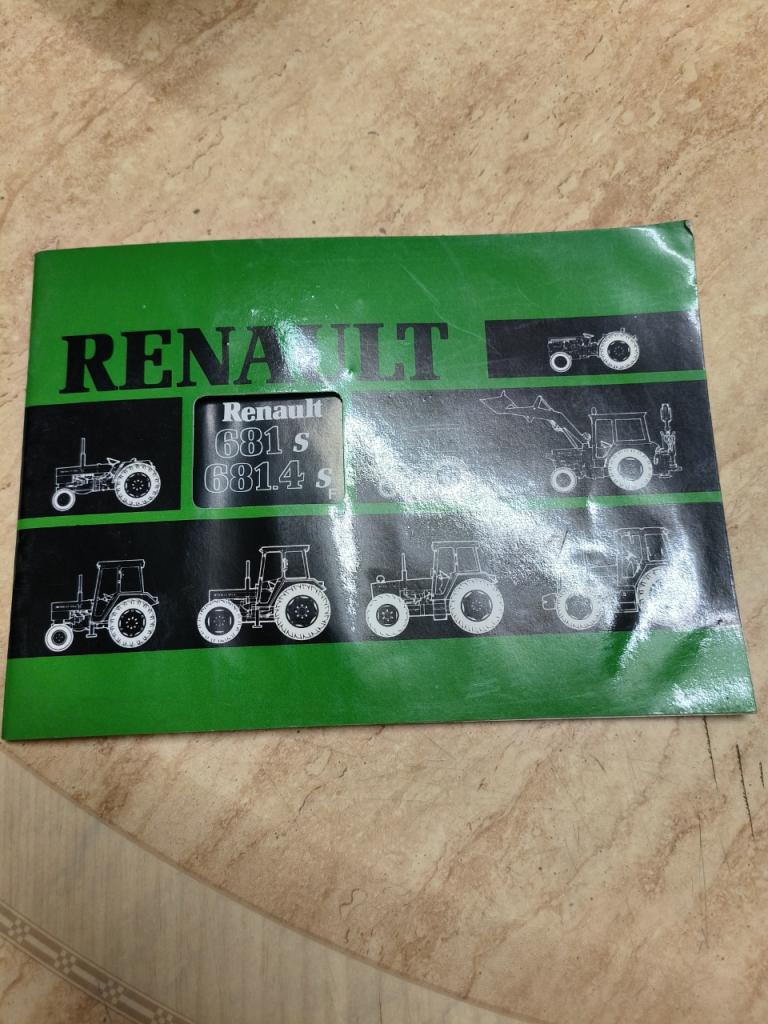 RENAULT
Renault
681 s
681.4 s
F